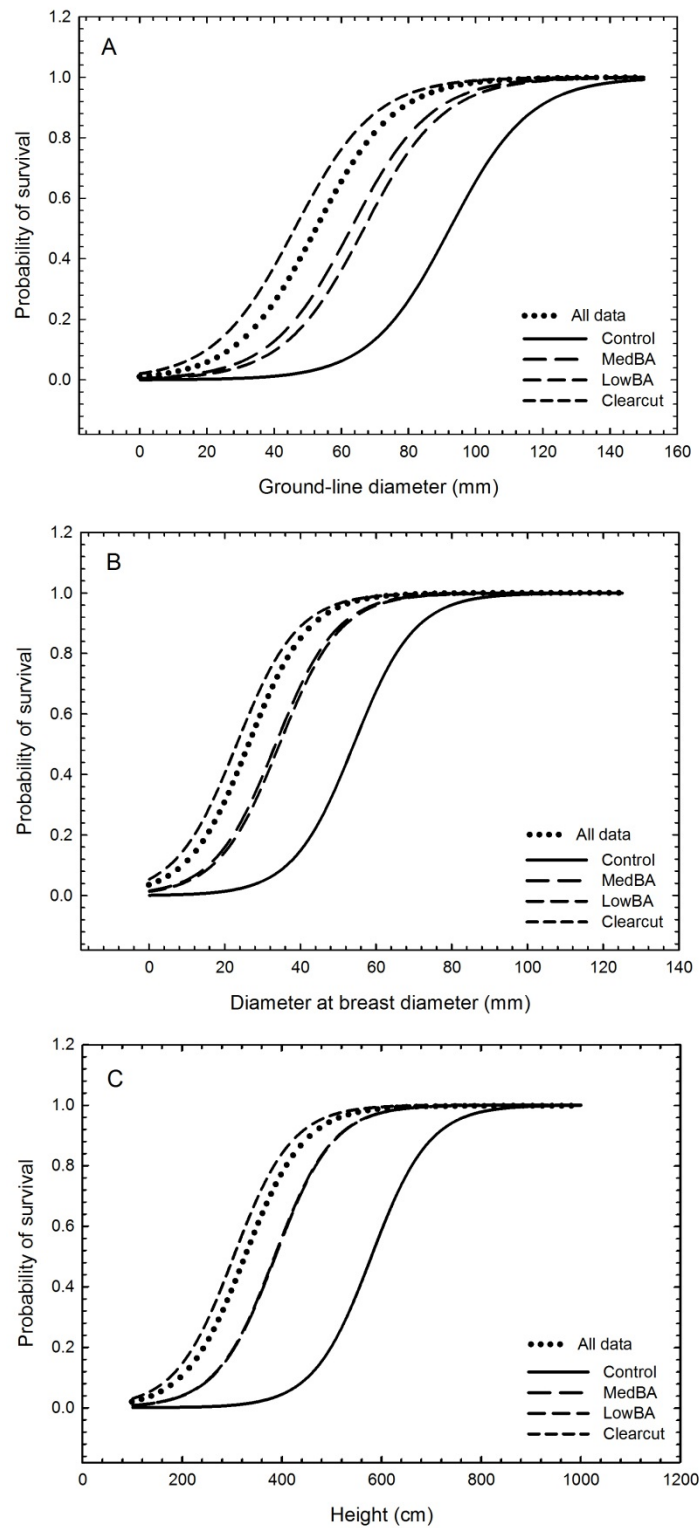 A
1.2
1.0
0.8
0.6
0.4
0.2
0.0
Probability of survival
All data
Control
MedBA
LowBA
Clearcut
0 20 40 60 80 100 120 140 160
Ground-line diameter (mm)
B
1.2
1.0
0.8
0.6
0.4
0.2
0.0
Probability of survival
All data
Control
MedBA
LowBA
Clearcut
0 20 40 60 80 100 120 140
Diameter at breast diameter (mm)
C
1.2
1.0
0.8
0.6
0.4
0.2
0.0
Probability of survival
All data
Control
MedBA
LowBA
Clearcut
0 200 400 600 800 1000 1200
Height (cm)